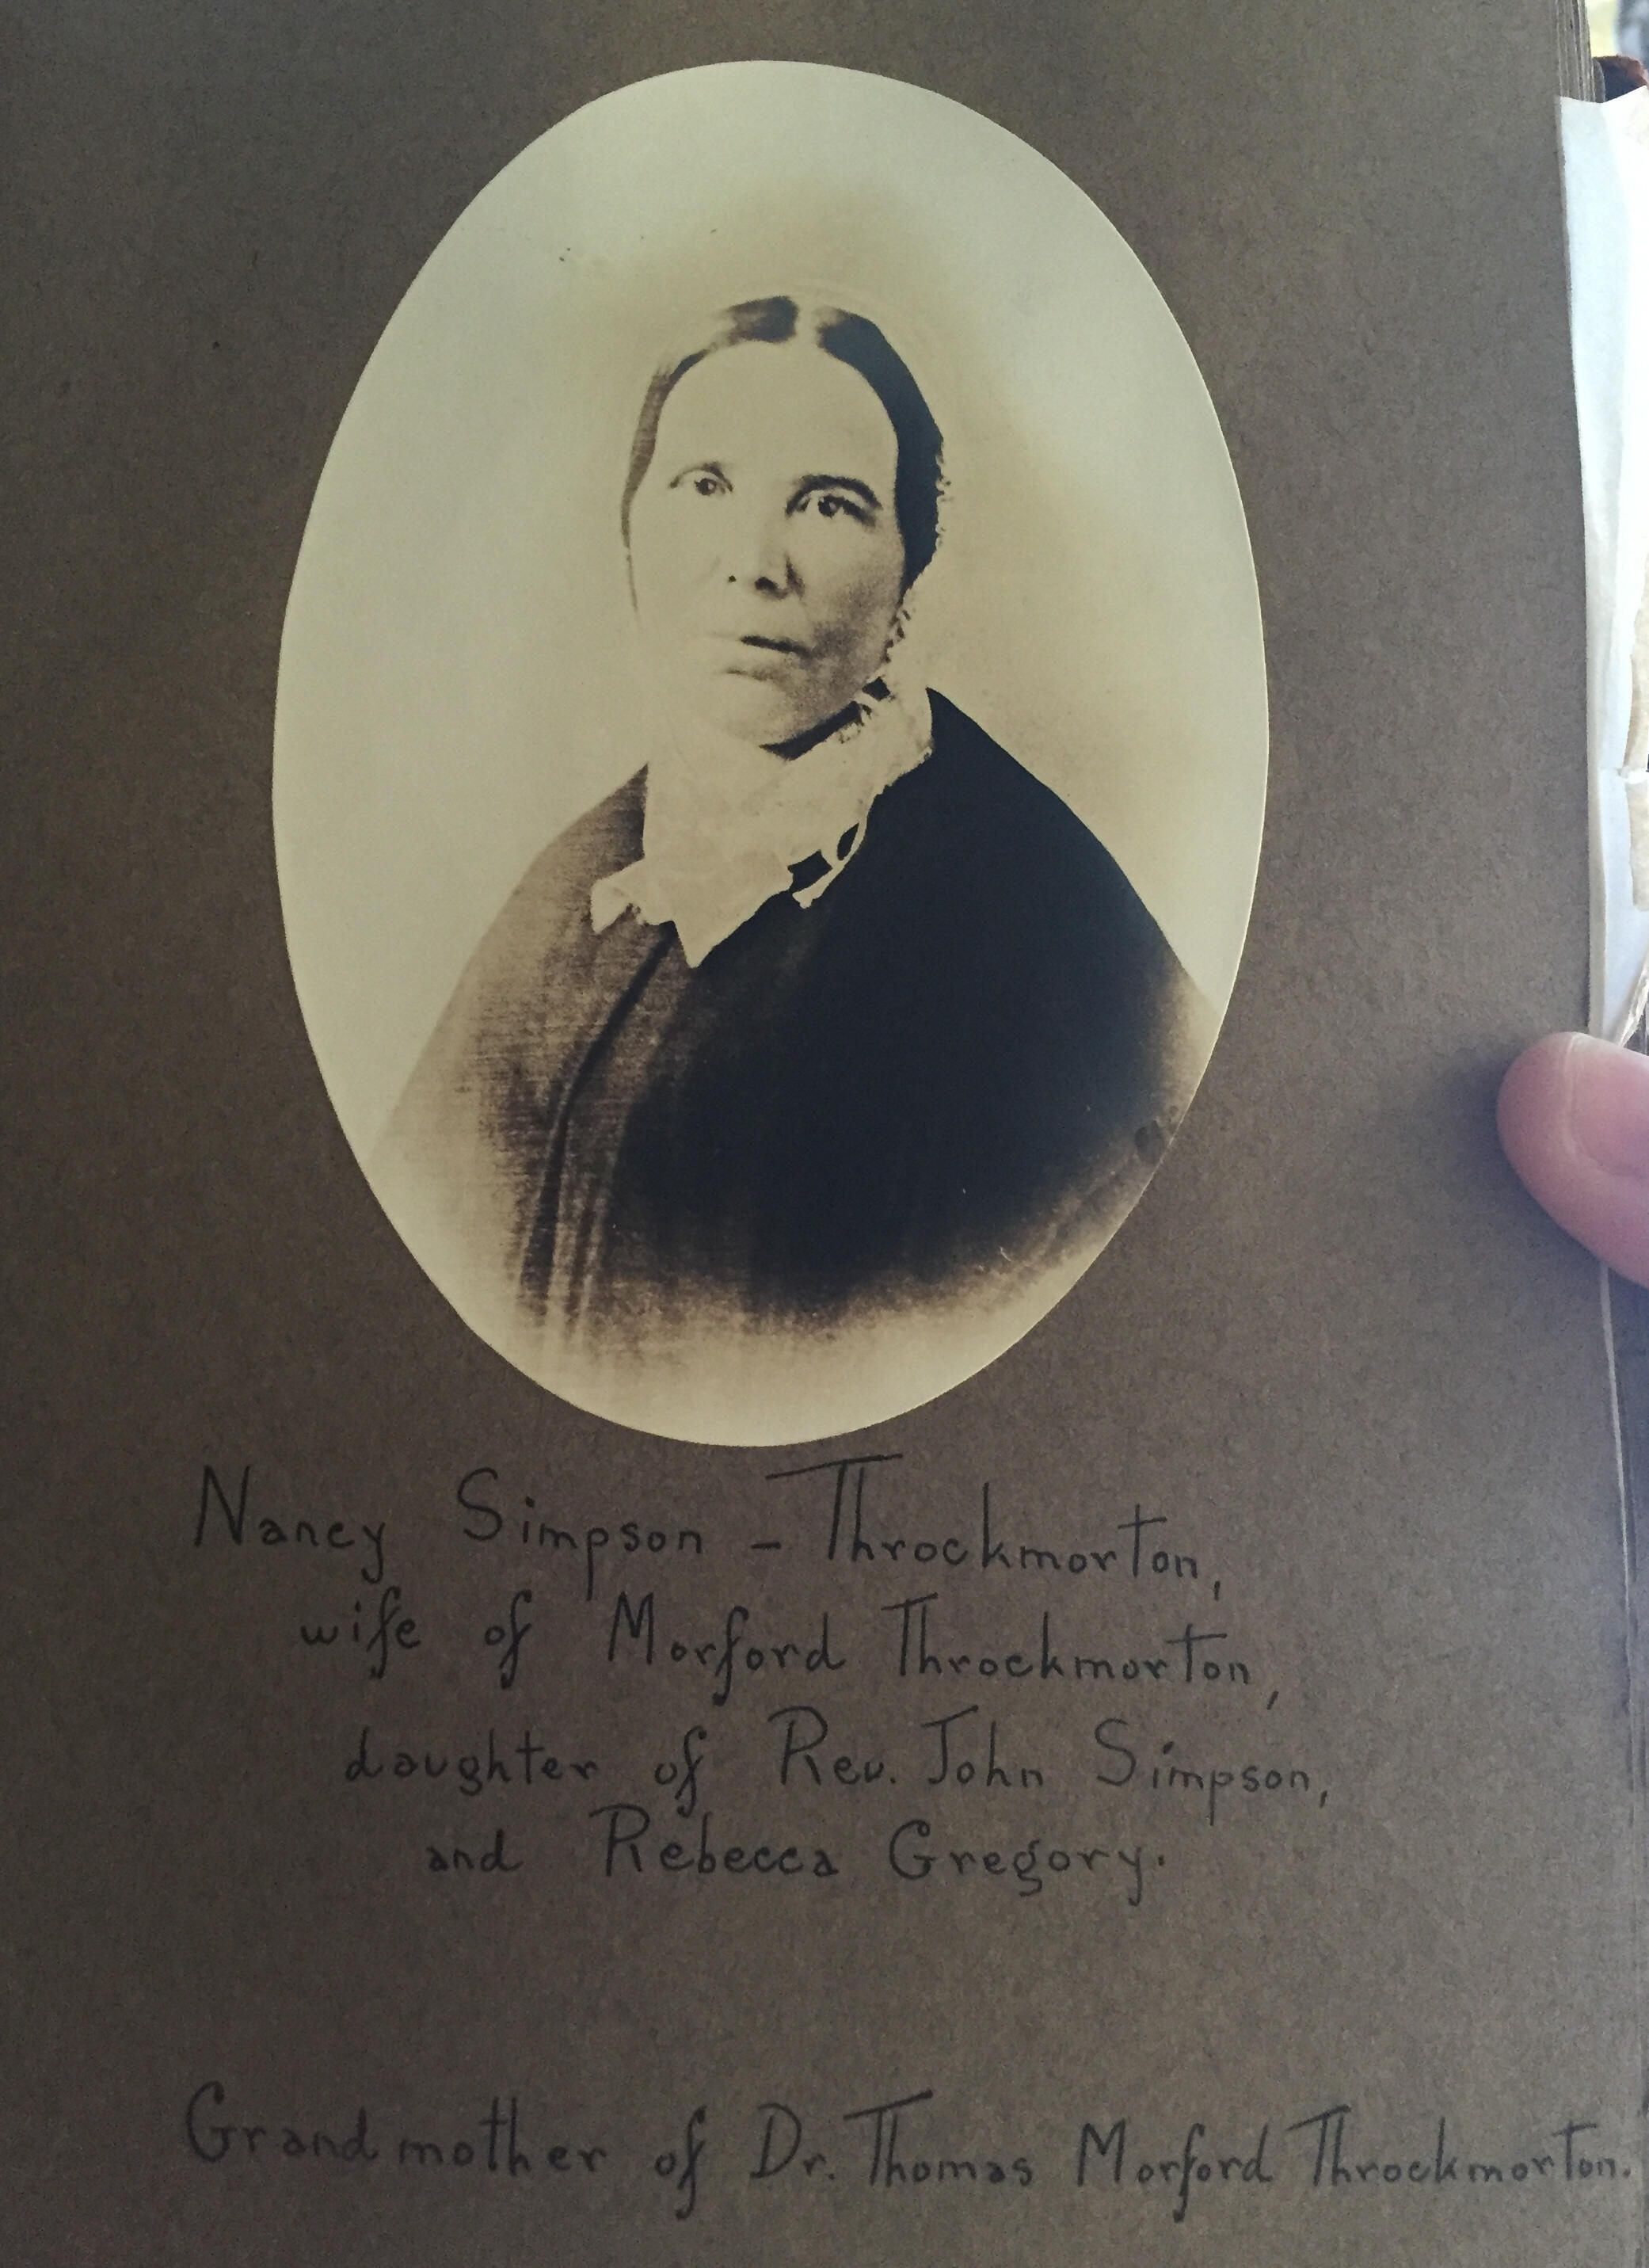 Nancy Simpson - Throckmorton,
wife of Morford Throckmorton,
daughter of Rev. John Simpson,
and Rebecca Gregory.
Grandmother of Dr. Thomas Morford Throckmorton.